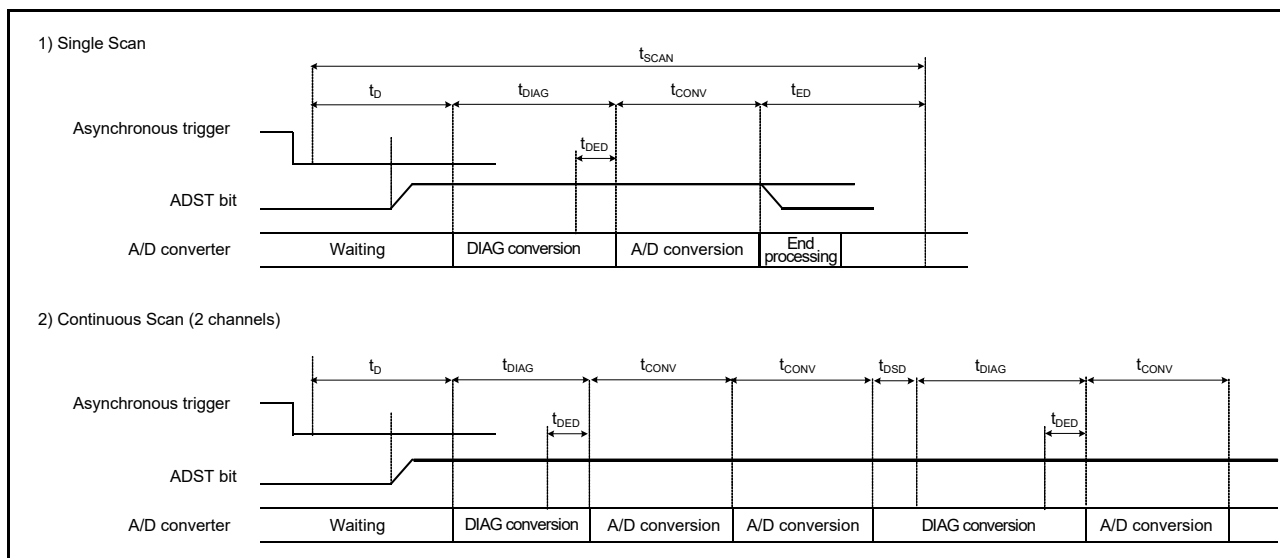 1) Single Scan
tSCAN
tD tDIAG tCONV tED
Asynchronous trigger
tDED
ADST bit
A/D converter Waiting DIAG conversion A/D conversion End processing
2) Continuous Scan (2 channels)
tD tDIAG tCONV tCONV tDSD tDIAG tCONV
Asynchronous trigger
tDED tDED
ADST bit
A/D converter Waiting DIAG conversion A/D conversion A/D conversion DIAG conversion A/D conversion